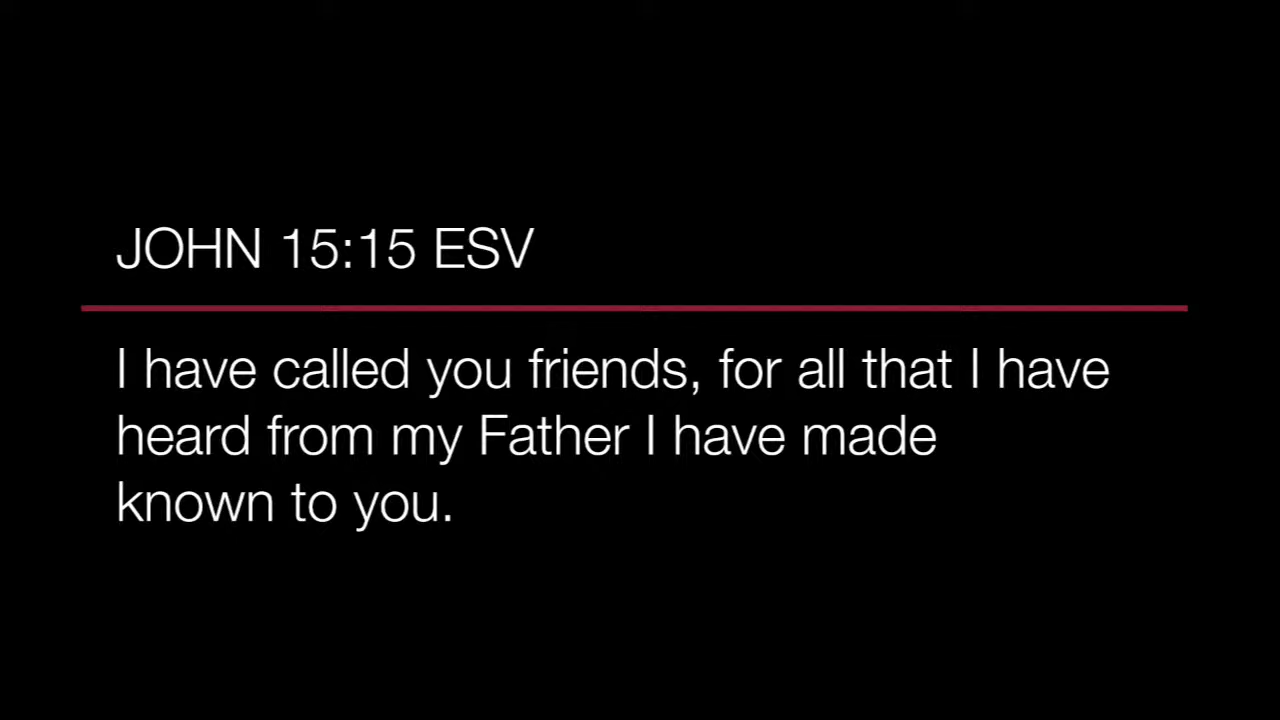 JOHN 15:15 ESV
I have called you friends, for all that I have
heard from my Father I have made
known to you.